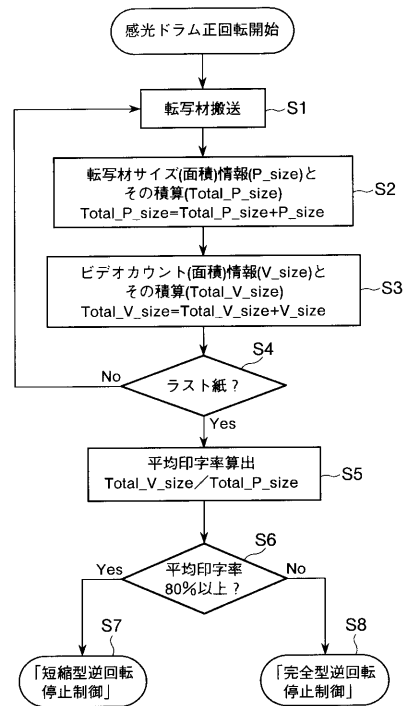 感光ドラム正回転開始
転写材搬送
S1
転写材サイズ(面積)情報(P_size)と
その積算(Total_P_size)
Total_P_size=Total_P_size+P_size
S2
ビデオカウント(面積)情報(V_size)と
その積算(Total_V_size)
Total_V_size=Total_V_size+V_size
S3
S4
No
ラスト紙?
Yes
平均印字率算出
Total_V_size/Total_P_size
S5
S6
Yes
平均印字率
80%以上?
No
S7
「短縮型逆回転
停止制御」
S8
「完全型逆回転
停止制御」